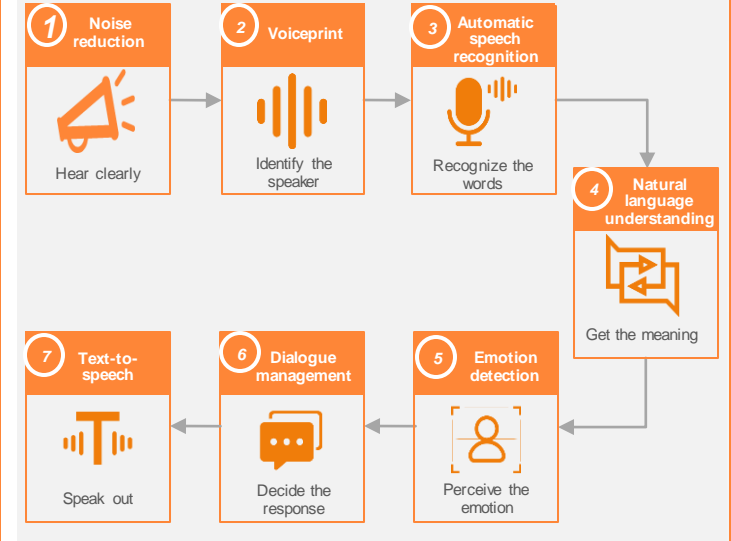 1
Noise
reduction
Hear clearly
2
Voiceprint
Identify the
speaker
3
Automatic
speech
recognition
Recognize the
words
4
Natural
language
understanding
Get the meaning
5
Emotion
detection
Perceive the
emotion
6
Dialogue
management
Decide the
response
7
Text-to-
speech
Speak out